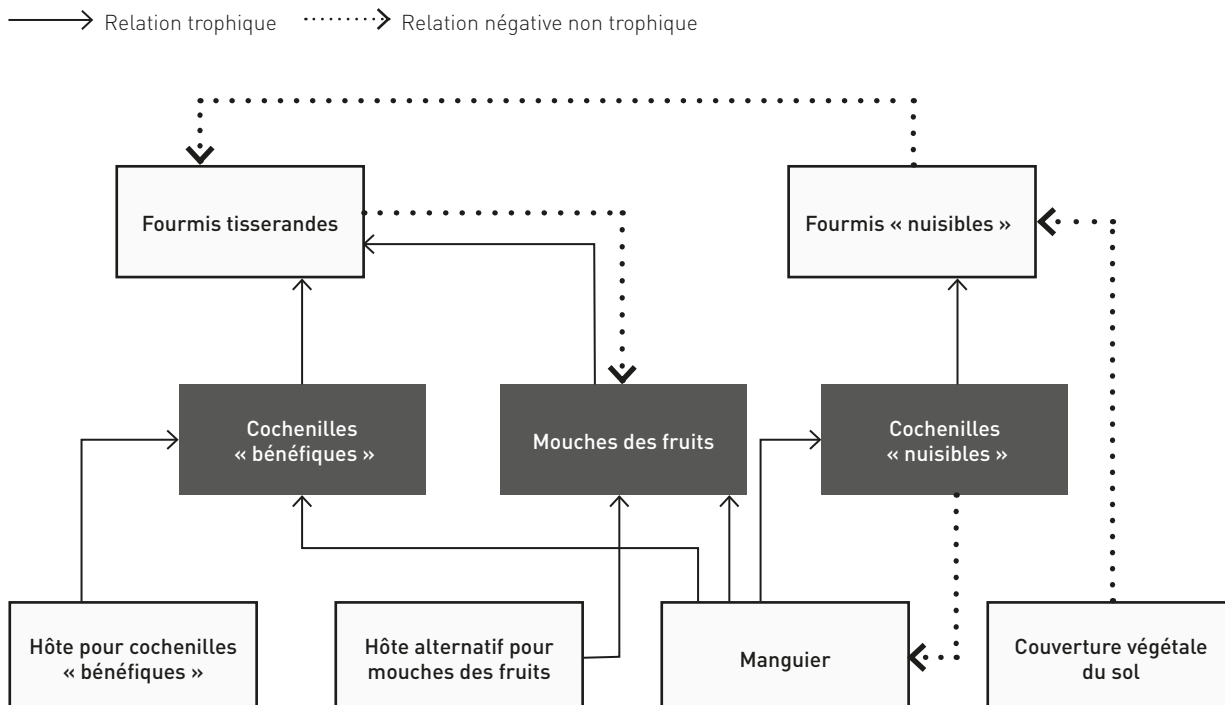 Relation trophique
Relation négative non trophique
Fourmis tisserandes
Fourmis « nuisibles »
Cochenilles
« bénéfiques »
Mouches des fruits
Cochenilles
« nuisibles »
Hôte pour cochenilles
« bénéfiques »
Hôte alternatif pour
mouches des fruits
Manguier
Couverture végétale
du sol